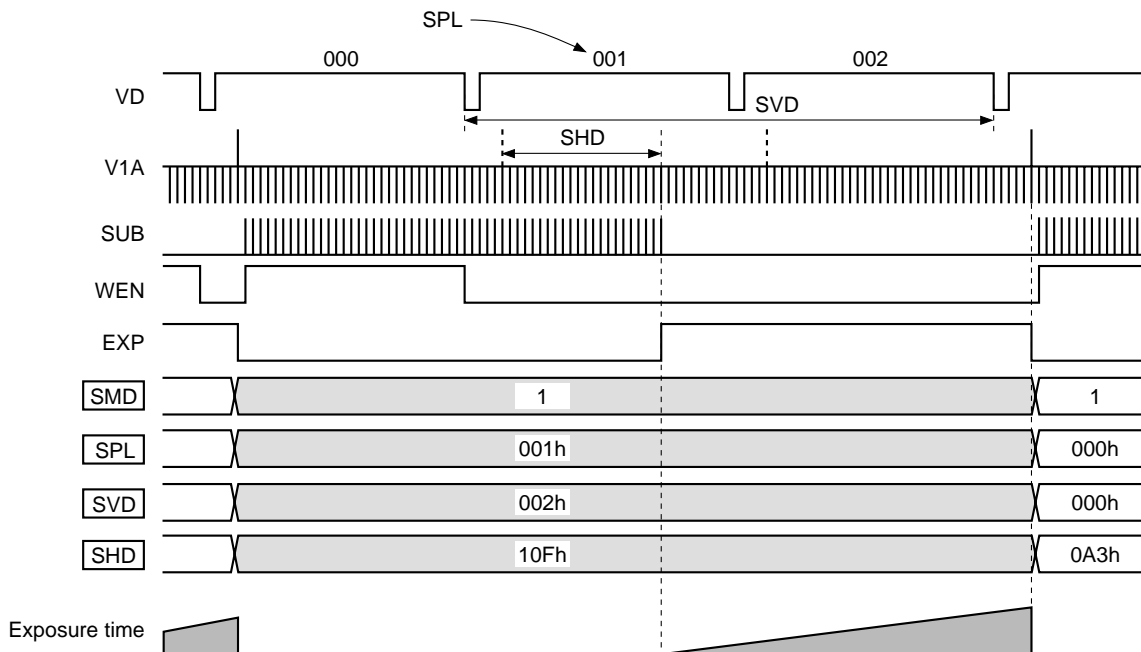 SPL
000 001 002
VD
SVD
SHD
V1A
SUB
WEN
EXP
SMD 1 1
SPL 001h 000h
SVD 002h 000h
SHD 10Fh 0A3h
Exposure time